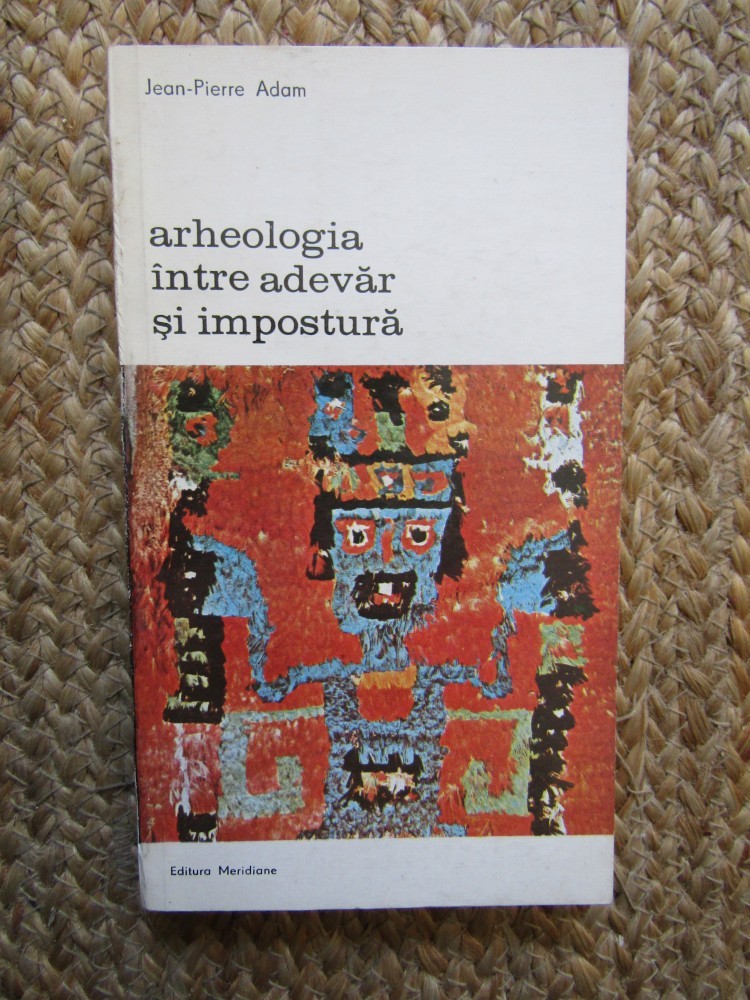 Jean-Pierre Adam
arheologia
între adevăr
şi impostură
Editura Meridiane